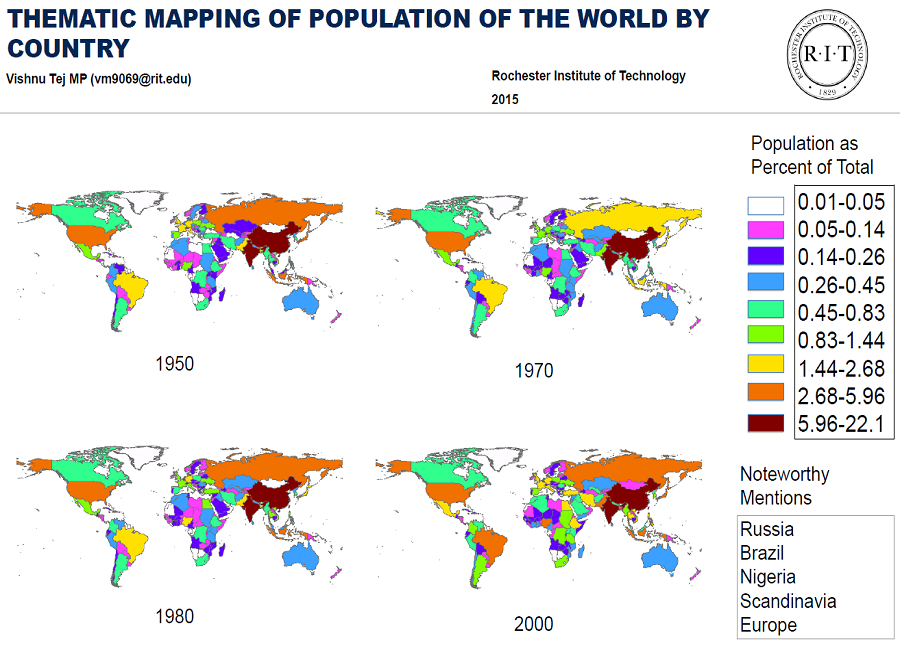 THEMATIC MAPPING OF POPULATION OF THE WORLD BY
COUNTRY
Vishnu Tej MP (vm9069@rit.edu)
Rochester Institute of Technology
2015
ROCHESTER INSTITUTE OF TECHNOLOGY
R·I·T
· 1829 ·
Population as
Percent of Total
0.01-0.05
0.05-0.14
0.14-0.26
0.26-0.45
0.45-0.83
0.83-1.44
1.44-2.68
2.68-5.96
5.96-22.1
1950
1970
1980
2000
Noteworthy
Mentions
Russia
Brazil
Nigeria
Scandinavia
Europe